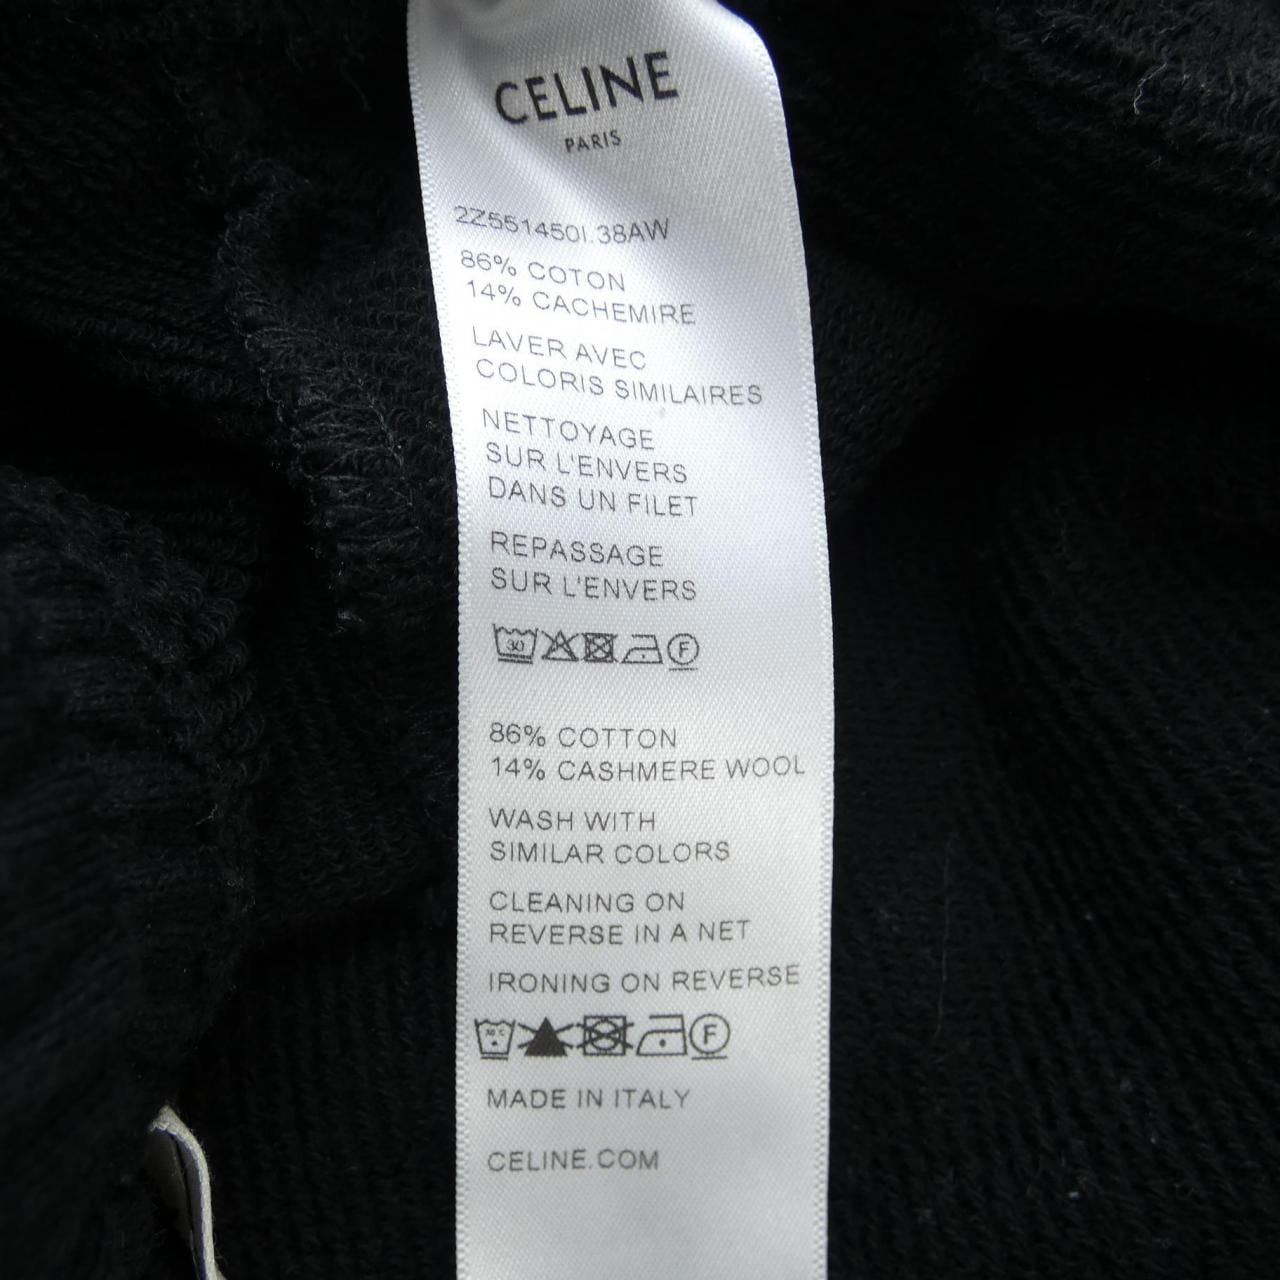 CELINE
PARIS
2Z551450I.38AW
86% COTON
14% CACHEMIRE
LAVER AVEC
COLORIS SIMILAIRES
NETTOYAGE
SUR L'ENVERS
DANS UN FILET
REPASSAGE
SUR L'ENVERS
30 F
86% COTTON
14% CASHMERE WOOL
WASH WITH
SIMILAR COLORS
CLEANING ON
REVERSE IN A NET
IRONING ON REVERSE
30 C F
MADE IN ITALY
CELINE.COM